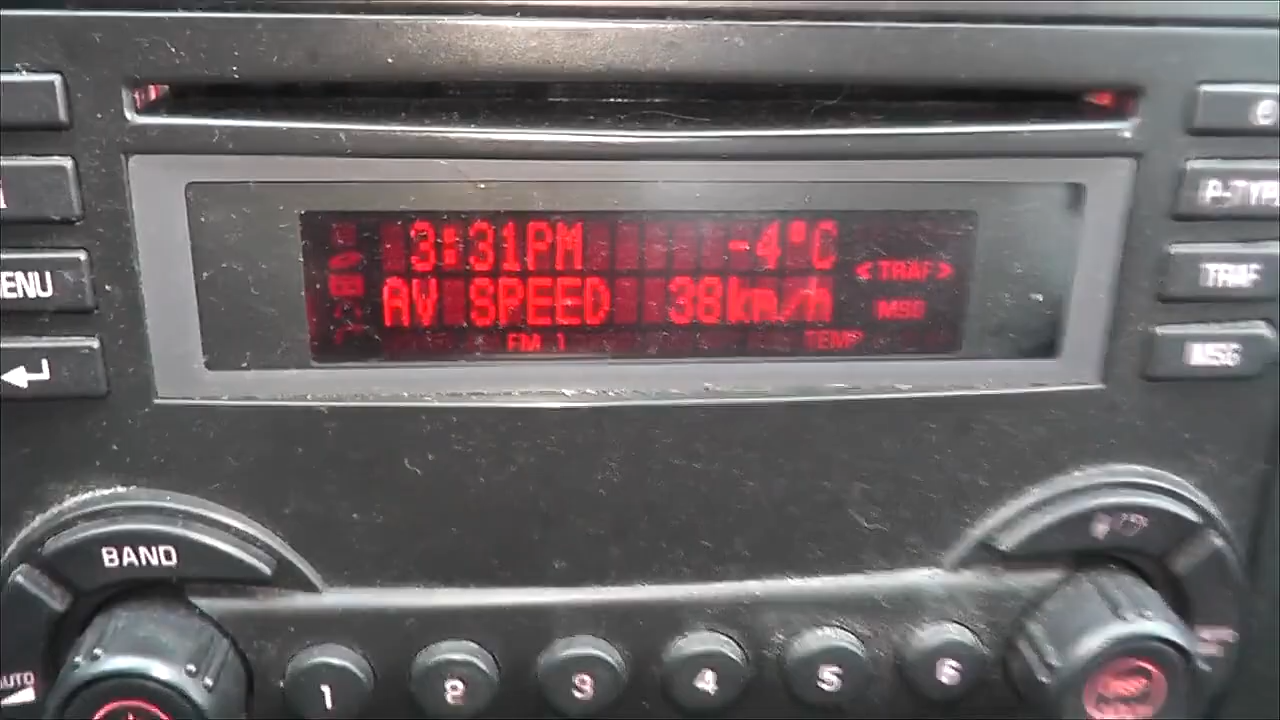 3:31PM -4°C
<TRAF>
AV SPEED 38km/h
MSG
FM 1 TEMP
P-TYP
ENU
TRAF
MSG
BAND
AUTO
1 2 3 4 5 6